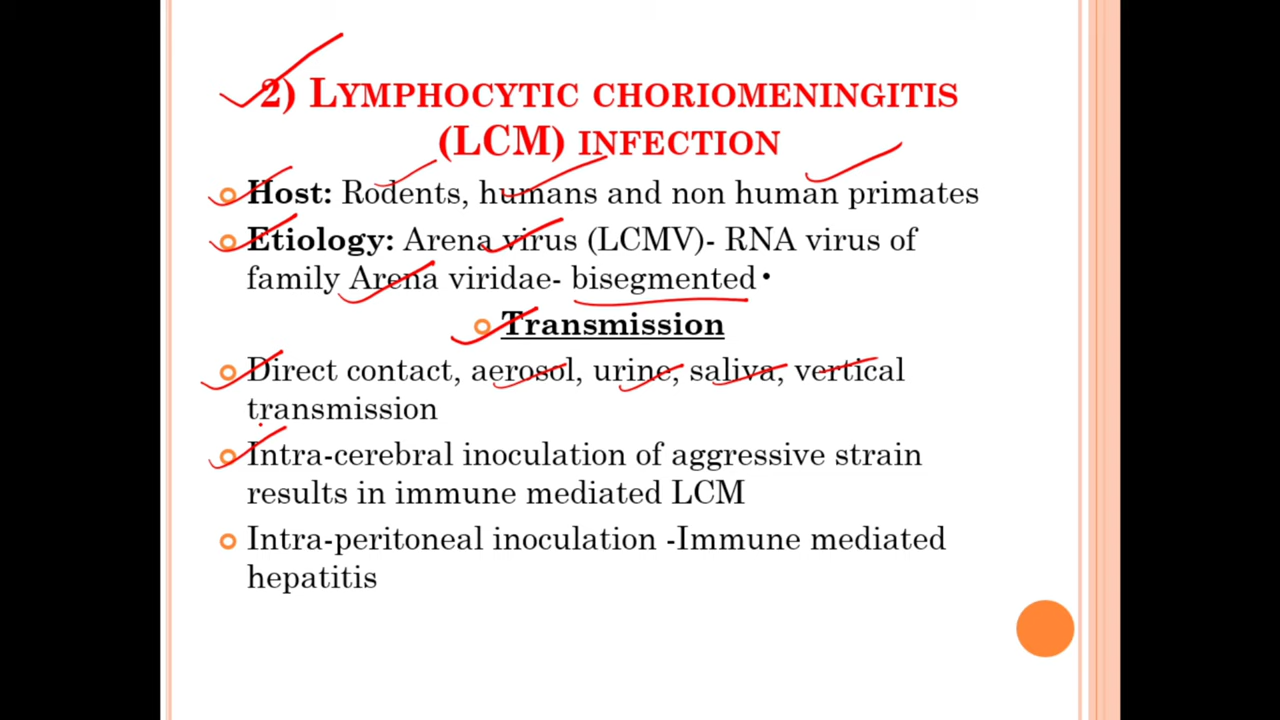 2) LYMPHOCYTIC CHORIOMENINGITIS
(LCM) INFECTION
Host: Rodents, humans and non human primates
Etiology: Arena virus (LCMV)- RNA virus of
family Arena viridae- bisegmented
Transmission
Direct contact, aerosol, urine, saliva, vertical
transmission
Intra-cerebral inoculation of aggressive strain
results in immune mediated LCM
Intra-peritoneal inoculation -Immune mediated
hepatitis